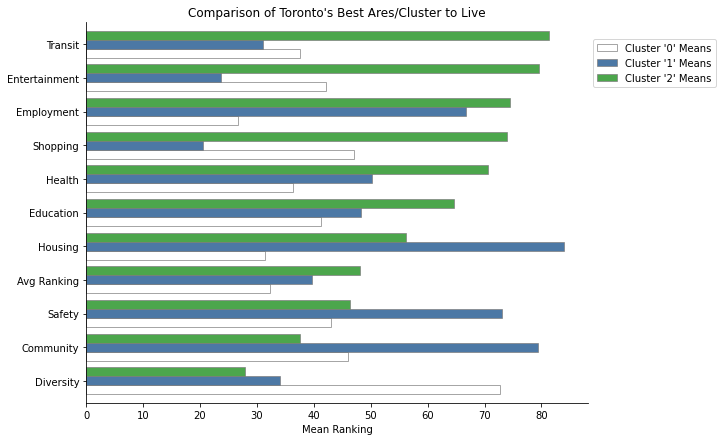 Comparison of Toronto's Best Ares/Cluster to Live
Cluster '0' Means
Cluster '1' Means
Cluster '2' Means
Transit
Entertainment
Employment
Shopping
Health
Education
Housing
Avg Ranking
Safety
Community
Diversity
0 10 20 30 40 50 60 70 80
Mean Ranking